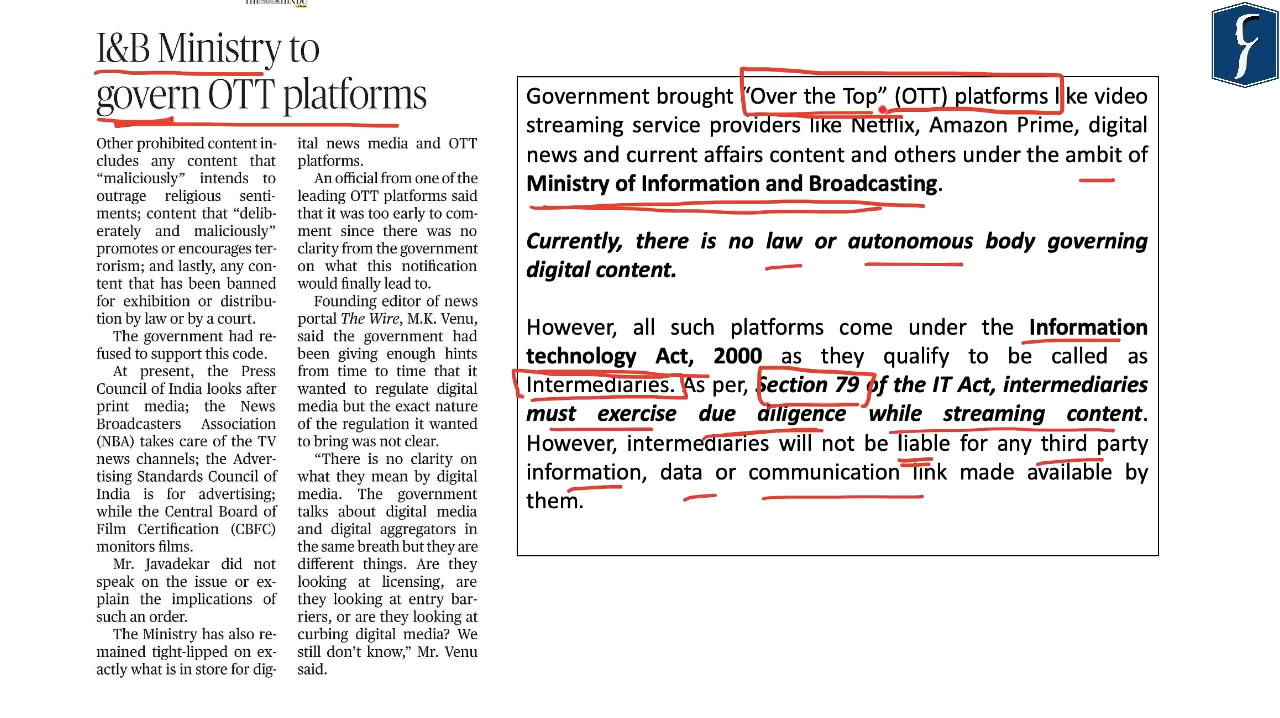 THE HINDU
I&B Ministry to
govern OTT platforms
Other prohibited content in-
cludes any content that
“maliciously” intends to
outrage religious senti-
ments; content that “delib-
erately and maliciously”
promotes or encourages ter-
rorism; and lastly, any con-
tent that has been banned
for exhibition or distribu-
tion by law or by a court.
The government had re-
fused to support this code.
At present, the Press
Council of India looks after
print media; the News
Broadcasters Association
(NBA) takes care of the TV
news channels; the Adver-
tising Standards Council of
India is for advertising;
while the Central Board of
Film Certification (CBFC)
monitors films.
Mr. Javadekar did not
speak on the issue or ex-
plain the implications of
such an order.
The Ministry has also re-
mained tight-lipped on ex-
actly what is in store for dig-
ital news media and OTT
platforms.
An official from one of the
leading OTT platforms said
that it was too early to com-
ment since there was no
clarity from the government
on what this notification
would finally lead to.
Founding editor of news
portal The Wire, M.K. Venu,
said the government had
been giving enough hints
from time to time that it
wanted to regulate digital
media but the exact nature
of the regulation it wanted
to bring was not clear.
“There is no clarity on
what they mean by digital
media. The government
talks about digital media
and digital aggregators in
the same breath but they are
different things. Are they
looking at licensing, are
they looking at entry bar-
riers, or are they looking at
curbing digital media? We
still don’t know,” Mr. Venu
said.
Government brought “Over the Top” (OTT) platforms like video
streaming service providers like Netflix, Amazon Prime, digital
news and current affairs content and others under the ambit of
Ministry of Information and Broadcasting.
Currently, there is no law or autonomous body governing
digital content.
However, all such platforms come under the Information
technology Act, 2000 as they qualify to be called as
Intermediaries. As per, Section 79 of the IT Act, intermediaries
must exercise due diligence while streaming content.
However, intermediaries will not be liable for any third party
information, data or communication link made available by
them.